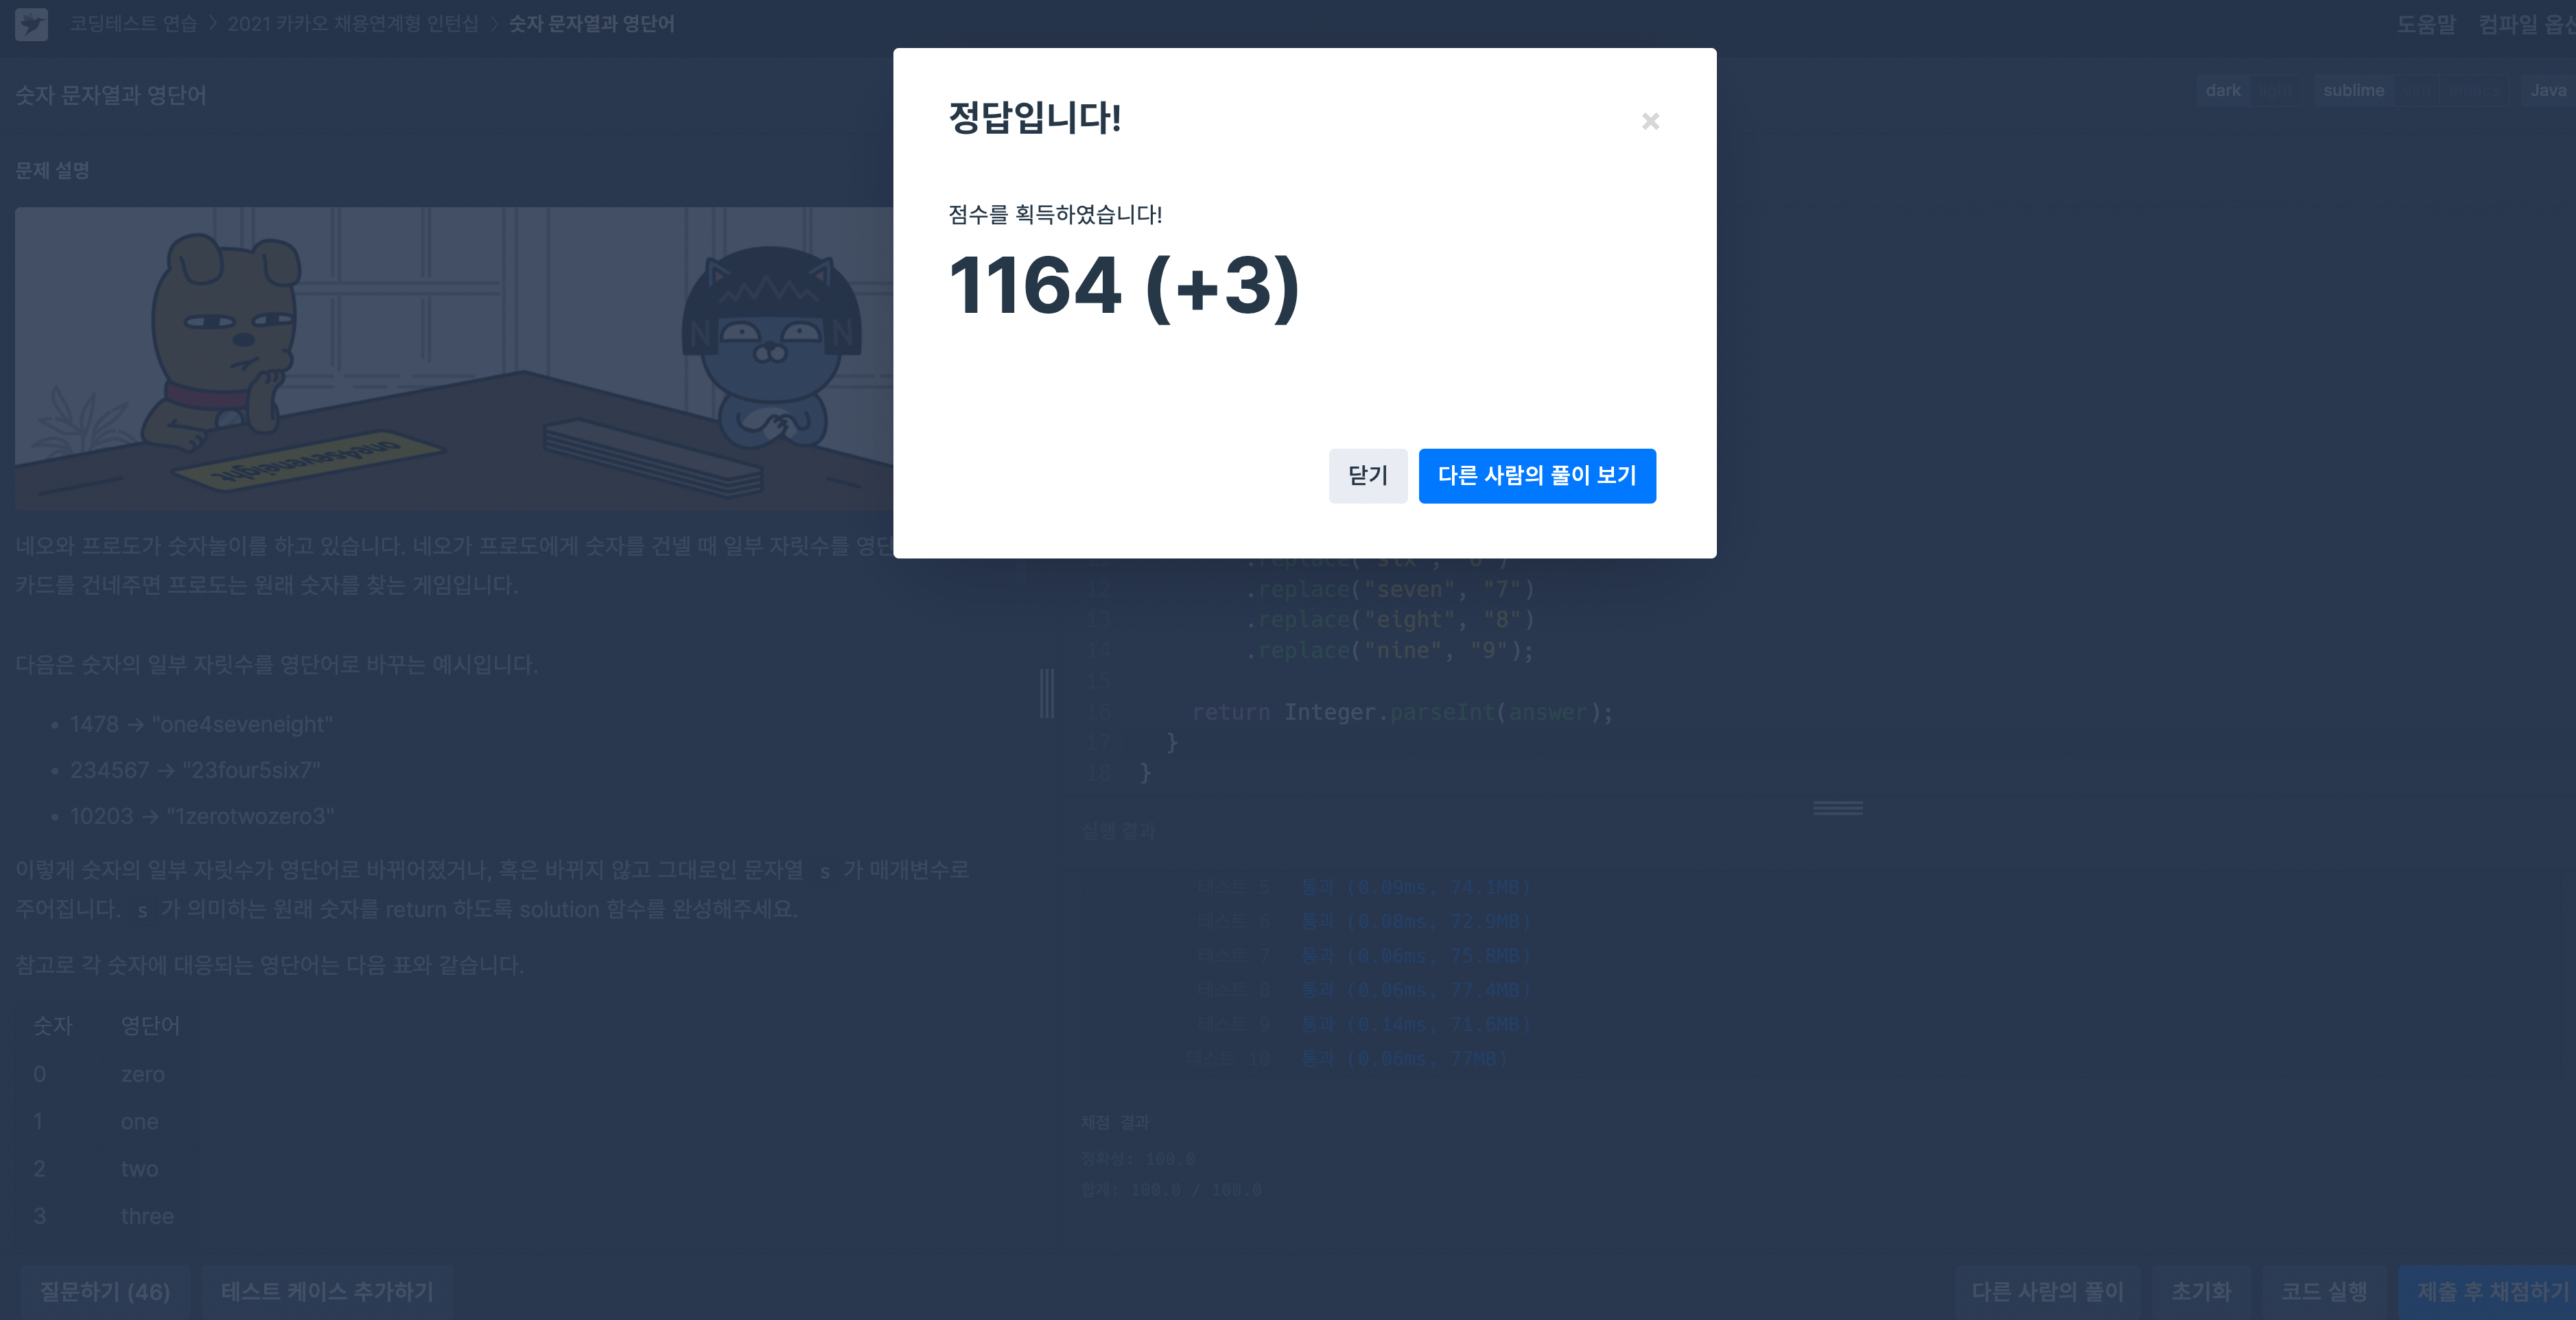 코딩테스트 연습 > 2021 카카오 채용연계형 인턴십 > 숫자 문자열과 영단어
도움말 컴파일 옵션
숫자 문자열과 영단어
dark light sublime vim emacs Java
문제 설명
정답입니다!
×
점수를 획득하였습니다!
1164 (+3)
닫기 다른 사람의 풀이 보기
one4seveneight
N N
네오와 프로도가 숫자놀이를 하고 있습니다. 네오가 프로도에게 숫자를 건넬 때 일부 자릿수를 영단
카드를 건네주면 프로도는 원래 숫자를 찾는 게임입니다.
다음은 숫자의 일부 자릿수를 영단어로 바꾸는 예시입니다.
• 1478 → "one4seveneight"
• 234567 → "23four5six7"
• 10203 → "1zerotwozero3"
이렇게 숫자의 일부 자릿수가 영단어로 바뀌어졌거나, 혹은 바뀌지 않고 그대로인 문자열 s 가 매개변수로
주어집니다. s 가 의미하는 원래 숫자를 return 하도록 solution 함수를 완성해주세요.
참고로 각 숫자에 대응되는 영단어는 다음 표와 같습니다.
숫자 영단어
0 zero
1 one
2 two
3 three
.replace("six", "6")
12 .replace("seven", "7")
13 .replace("eight", "8")
14 .replace("nine", "9");
15
16 return Integer.parseInt(answer);
17 }
18 }
실행 결과
테스트 5 통과 (0.09ms, 74.1MB)
테스트 6 통과 (0.08ms, 72.9MB)
테스트 7 통과 (0.06ms, 75.8MB)
테스트 8 통과 (0.06ms, 77.4MB)
테스트 9 통과 (0.14ms, 71.6MB)
테스트 10 통과 (0.06ms, 77MB)
채점 결과
정확성: 100.0
합계: 100.0 / 100.0
질문하기 (46) 테스트 케이스 추가하기
다른 사람의 풀이 초기화 코드 실행 제출 후 채점하기